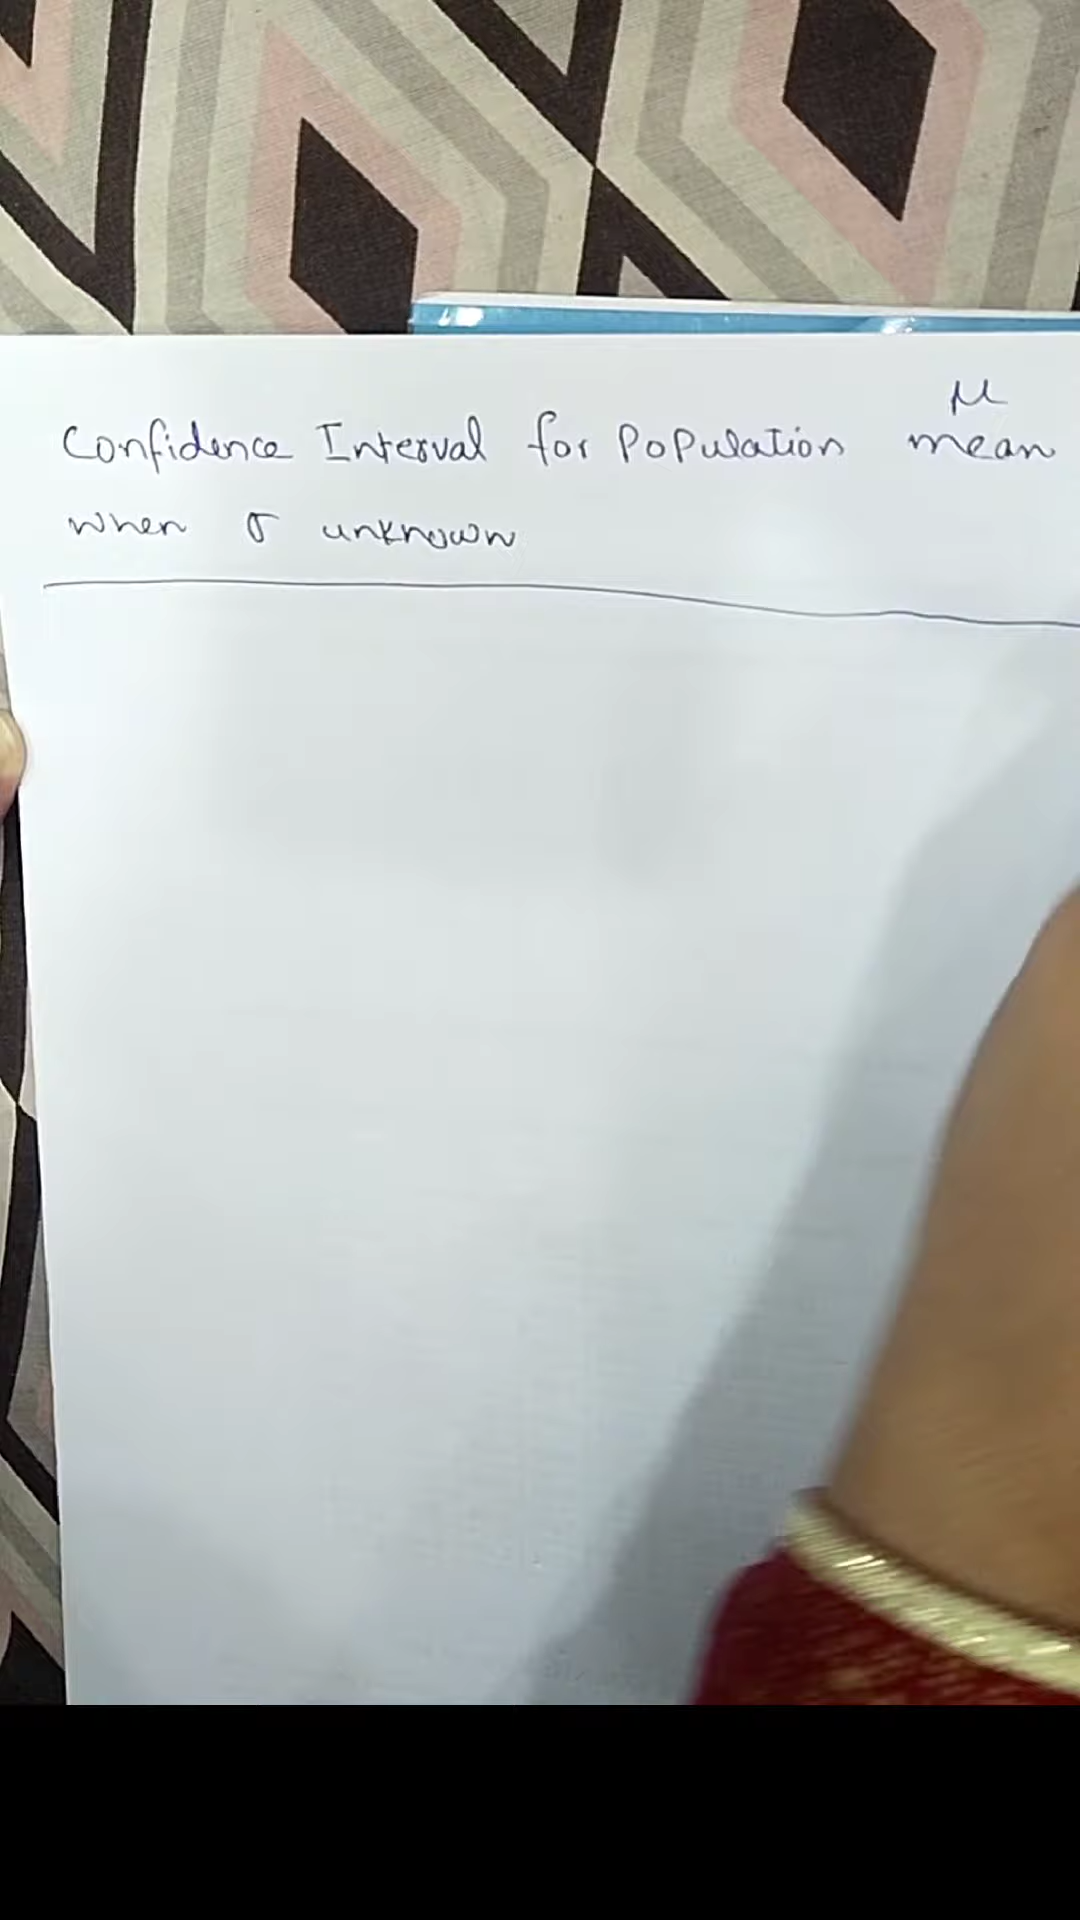 μ
Confidence Interval for Population mean
when σ unknown